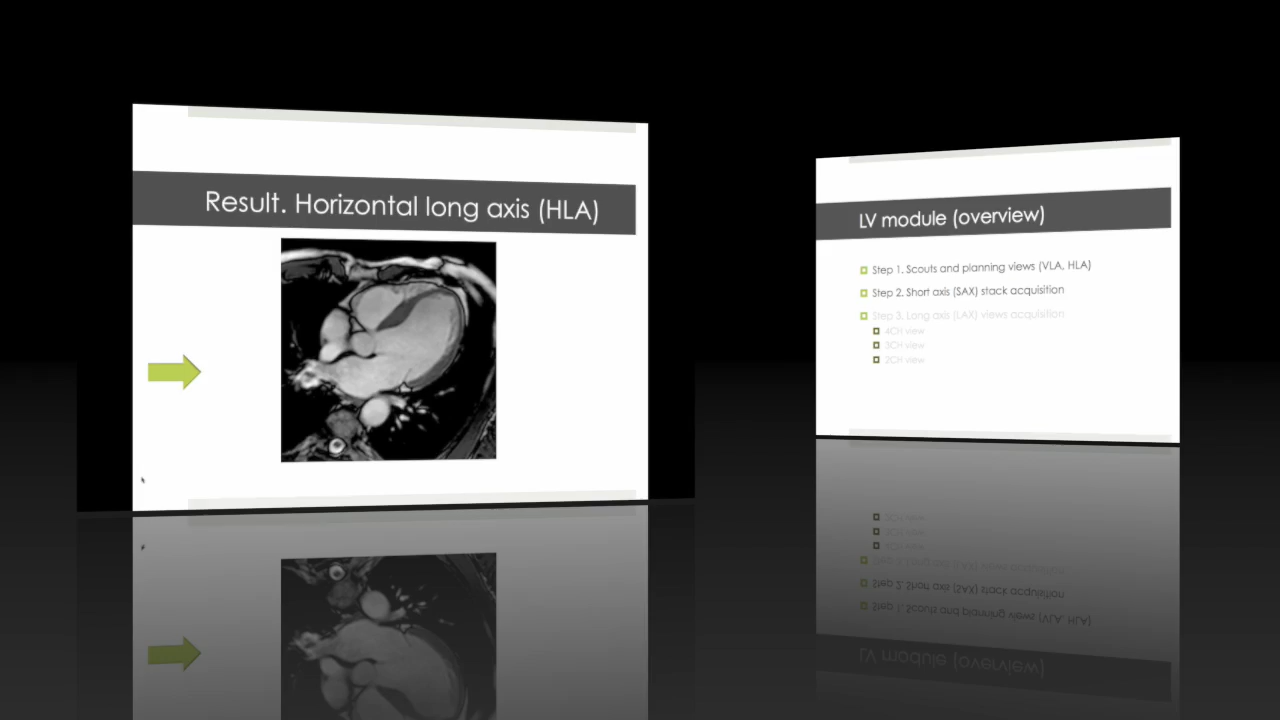 Result. Horizontal long axis (HLA)
LV module (overview)
Step 1. Scouts and planning views (VLA, HLA)
Step 2. Short axis (SAX) stack acquisition
Step 3. Long axis (LAX) views acquisition
4CH view
3CH view
2CH view